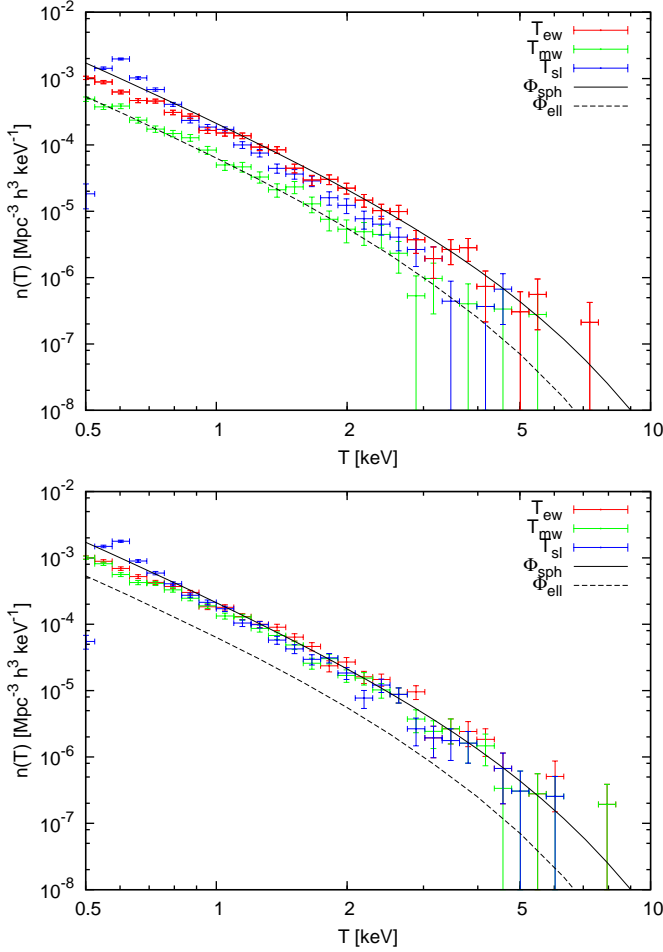 10⁻²
10⁻³
10⁻⁴
10⁻⁵
10⁻⁶
10⁻⁷
10⁻⁸
n(T) [Mpc⁻³ h³ keV⁻¹]
0.5 1 2 5 10
T [keV]
T_ew
T_mw
T_sl
Φ_sph
Φ_ell
10⁻²
10⁻³
10⁻⁴
10⁻⁵
10⁻⁶
10⁻⁷
10⁻⁸
n(T) [Mpc⁻³ h³ keV⁻¹]
0.5 1 2 5 10
T [keV]
T_ew
T_mw
T_sl
Φ_sph
Φ_ell